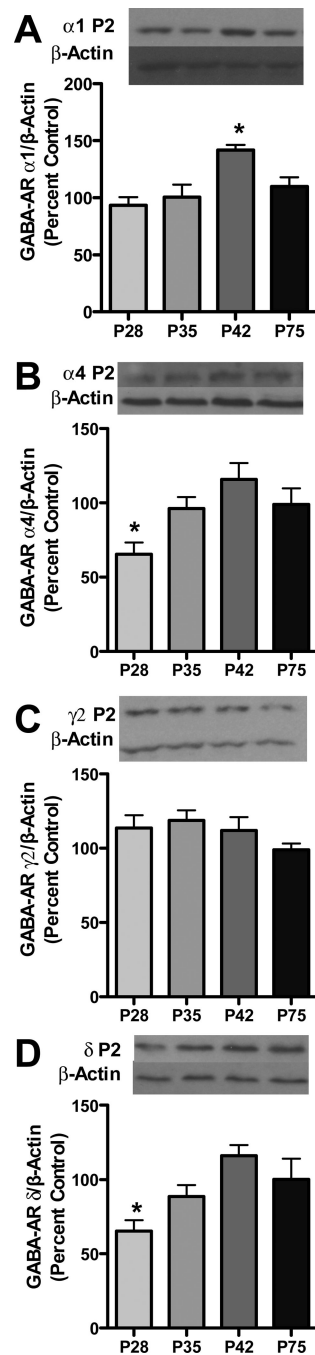 A
α1 P2
β-Actin
GABA-AR α1/β-Actin
(Percent Control)
200
150
100
50
0
*
P28 P35 P42 P75
B
α4 P2
β-Actin
GABA-AR α4/β-Actin
(Percent Control)
150
100
50
0
*
P28 P35 P42 P75
C
γ2 P2
β-Actin
GABA-AR γ2/β-Actin
(Percent Control)
150
100
50
0
P28 P35 P42 P75
D
δ P2
β-Actin
GABA-AR δ/β-Actin
(Percent Control)
150
100
50
0
*
P28 P35 P42 P75